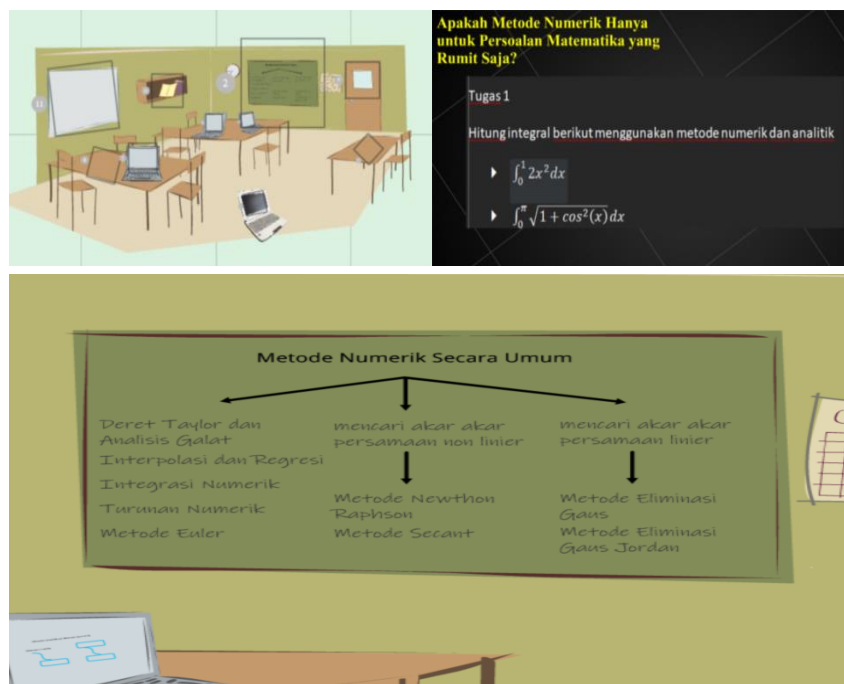 Apakah Metode Numerik Hanya
untuk Persoalan Matematika yang
Rumit Saja?
Tugas 1
Hitung integral berikut menggunakan metode numerik dan analitik
∫₀¹ 2x²dx
∫₀^π √(1 + cos²(x)) dx
Metode Numerik Secara Umum
Deret Taylor dan
Analisis Galat
Interpolasi dan Regresi
Integrasi Numerik
Turunan Numerik
Metode Euler
mencari akar akar
persamaan non linier
Metode Newthon
Raphson
Metode Secant
mencari akar akar
persamaan linier
Metode Eliminasi
Gaus
Metode Eliminasi
Gaus Jordan